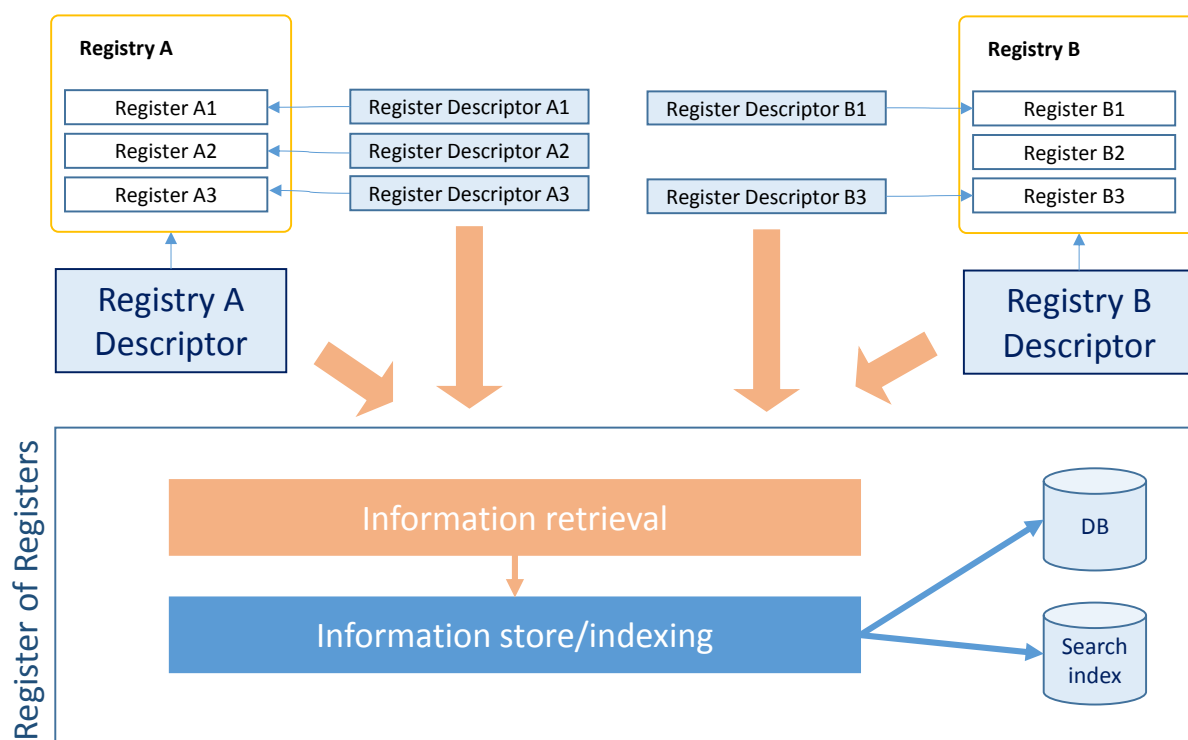 Registry A
Register A1
Register A2
Register A3
Register Descriptor A1
Register Descriptor A2
Register Descriptor A3
Registry A
Descriptor
Registry B
Register Descriptor B1
Register Descriptor B3
Register B1
Register B2
Register B3
Registry B
Descriptor
Register of Registers
Information retrieval
Information store/indexing
DB
Search
index